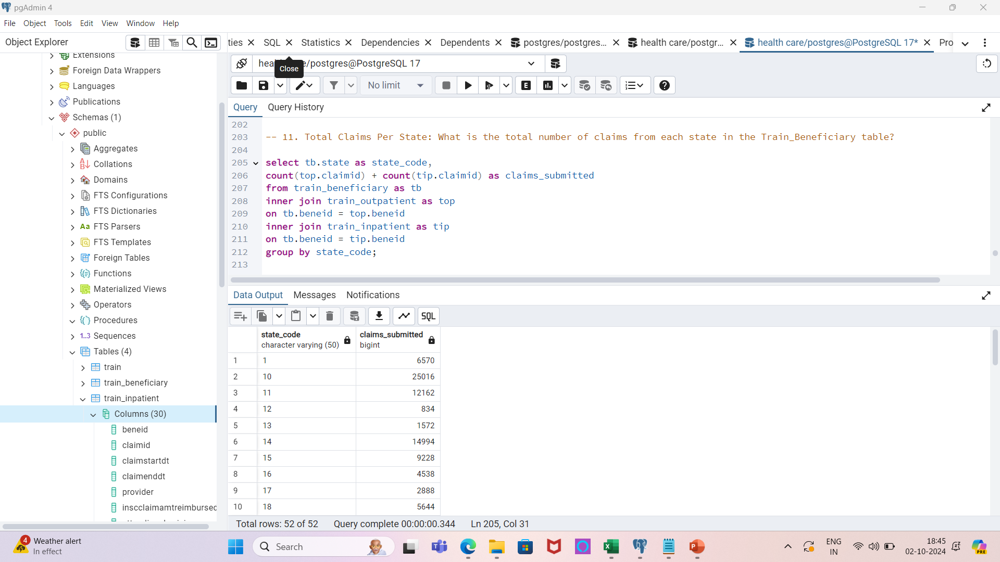 pgAdmin 4
File Object Tools Edit View Window Help
Object Explorer
ties SQL Statistics Dependencies Dependents postgres/postgres... health care/postgr... health care/postgres@PostgreSQL 17* Pro
Extensions
Foreign Data Wrappers
Languages
Publications
Schemas (1)
public
Aggregates
Collations
Domains
FTS Configurations
FTS Dictionaries
Aa FTS Parsers
FTS Templates
Foreign Tables
Functions
Materialized Views
Operators
Procedures
1..3 Sequences
Tables (4)
train
train_beneficiary
train_inpatient
Columns (30)
beneid
claimid
claimstartdt
claimenddt
provider
inscclaimamtreimbursed
hea e/postgres@PostgreSQL 17
Close
No limit
E
Query Query History
202
203 -- 11. Total Claims Per State: What is the total number of claims from each state in the Train_Beneficiary table?
204
205 select tb.state as state_code,
206 count(top.claimid) + count(tip.claimid) as claims_submitted
207 from train_beneficiary as tb
208 inner join train_outpatient as top
209 on tb.beneid = top.beneid
210 inner join train_inpatient as tip
211 on tb.beneid = tip.beneid
212 group by state_code;
213
Data Output Messages Notifications
SQL
state_code claims_submitted
character varying (50) bigint
1 1 6570
2 10 25016
3 11 12162
4 12 834
5 13 1572
6 14 14994
7 15 9228
8 16 4538
9 17 2888
10 18 5644
Total rows: 52 of 52 Query complete 00:00:00.344 Ln 205, Col 31
4 Weather alert
In effect
Search
ENG
IN
18:45
02-10-2024
PRE